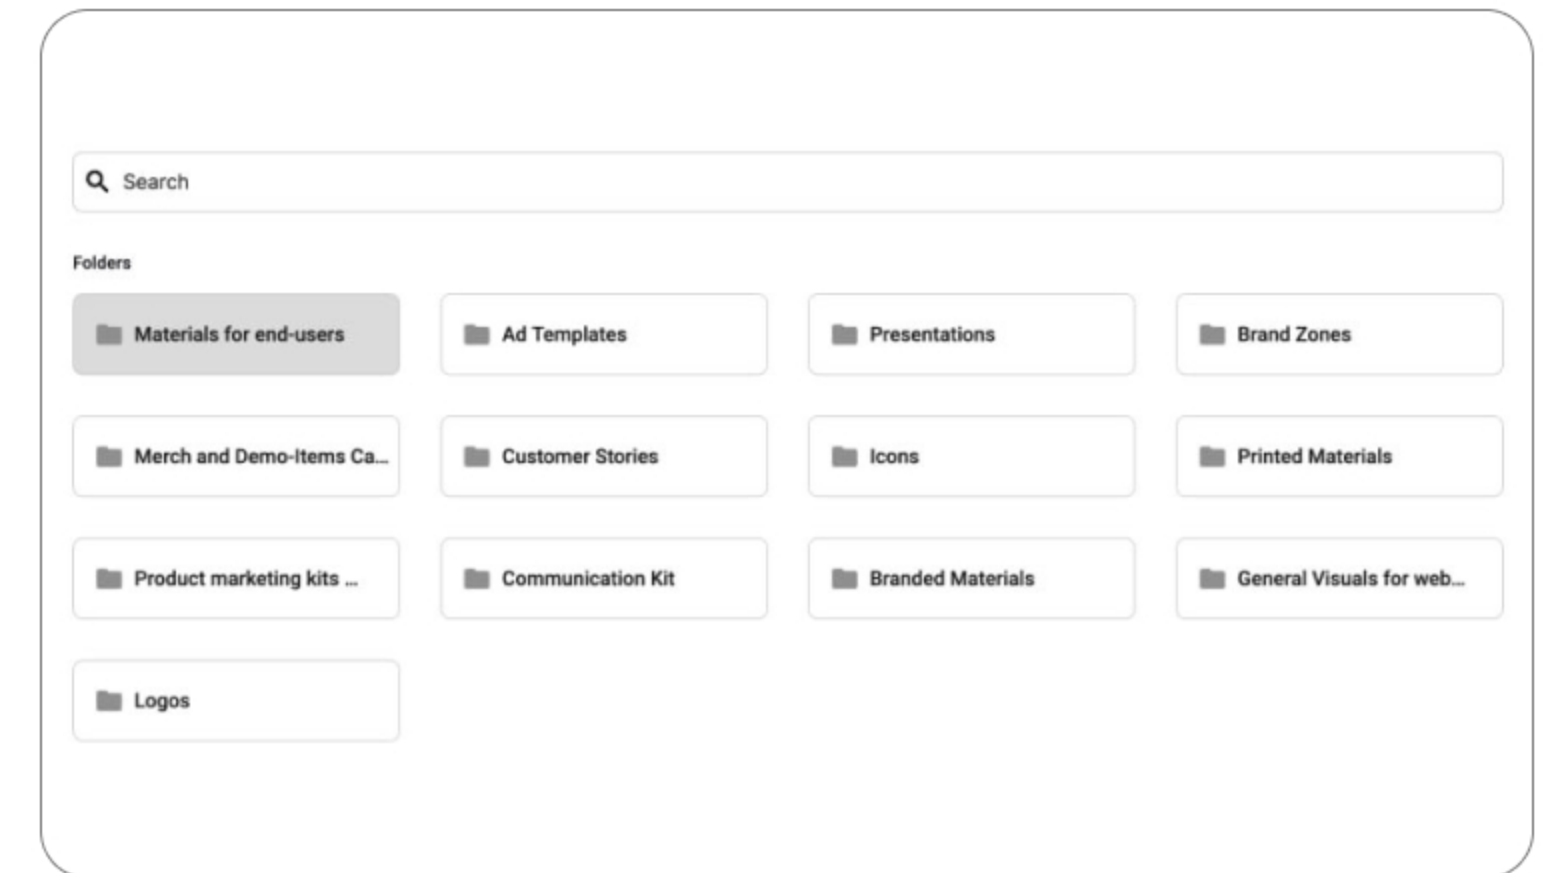 Search
Folders
Materials for end-users
Ad Templates
Presentations
Brand Zones
Merch and Demo-Items Ca...
Customer Stories
Icons
Printed Materials
Product marketing kits ...
Communication Kit
Branded Materials
General Visuals for web...
Logos